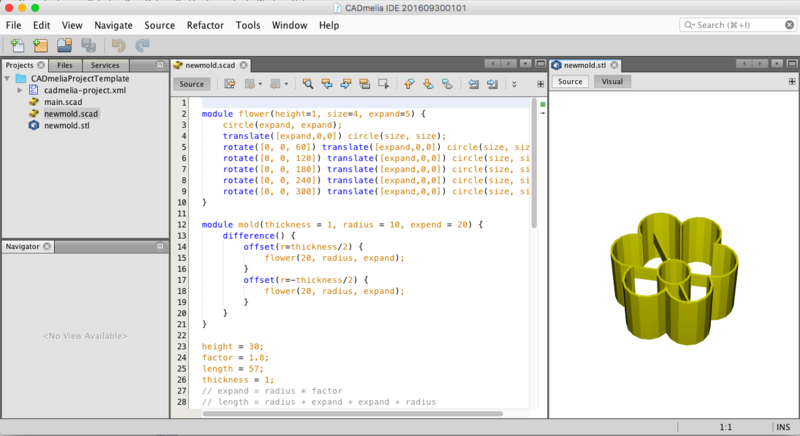 CADmelia IDE 201609300101
File Edit View Navigate Source Refactor Tools Window Help
Search (⌘+I)
Projects Files Services
CADmeliaProjectTemplate
cadmelia-project.xml
main.scad
newmold.scad
newmold.stl
Navigator
<No View Available>
newmold.scad
Source
1
2 module flower(height=1, size=4, expand=5) {
3 circle(expand, expand);
4 translate([expand,0,0]) circle(size, size);
5 rotate([0, 0, 60]) translate([expand,0,0]) circle(size, siz
6 rotate([0, 0, 120]) translate([expand,0,0]) circle(size, si
7 rotate([0, 0, 180]) translate([expand,0,0]) circle(size, si
8 rotate([0, 0, 240]) translate([expand,0,0]) circle(size, si
9 rotate([0, 0, 300]) translate([expand,0,0]) circle(size, si
10 }
11
12 module mold(thickness = 1, radius = 10, expend = 20) {
13 difference() {
14 offset(r=thickness/2) {
15 flower(20, radius, expand);
16 }
17 offset(r=-thickness/2) {
18 flower(20, radius, expand);
19 }
20 }
21 }
22
23 height = 30;
24 factor = 1.8;
25 length = 57;
26 thickness = 1;
27 // expand = radius * factor
28 // length = radius + expand + expand + radius
newmold.stl
Source Visual
1:1 INS